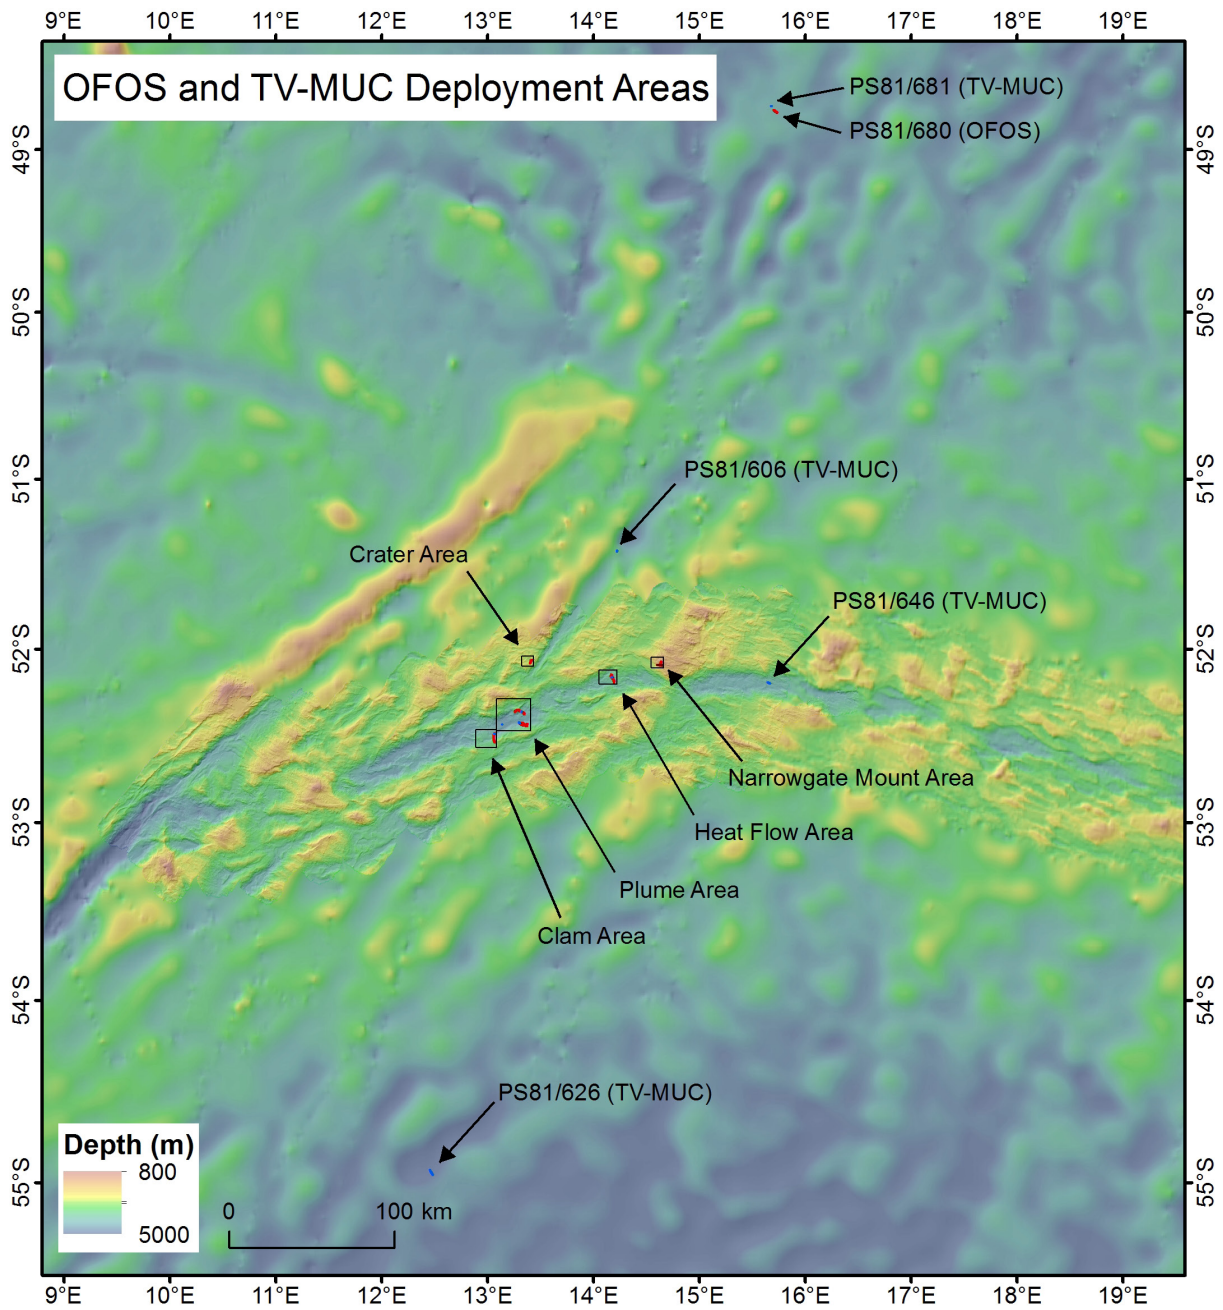 9°E 10°E 11°E 12°E 13°E 14°E 15°E 16°E 17°E 18°E 19°E
OFOS and TV-MUC Deployment Areas
PS81/681 (TV-MUC)
PS81/680 (OFOS)
49°S 49°S
50°S 50°S
51°S 51°S
PS81/606 (TV-MUC)
Crater Area
PS81/646 (TV-MUC)
52°S 52°S
Narrowgate Mount Area
53°S 53°S
Heat Flow Area
Plume Area
Clam Area
54°S 54°S
PS81/626 (TV-MUC)
Depth (m)
800
5000
55°S 55°S
0 100 km
9°E 10°E 11°E 12°E 13°E 14°E 15°E 16°E 17°E 18°E 19°E